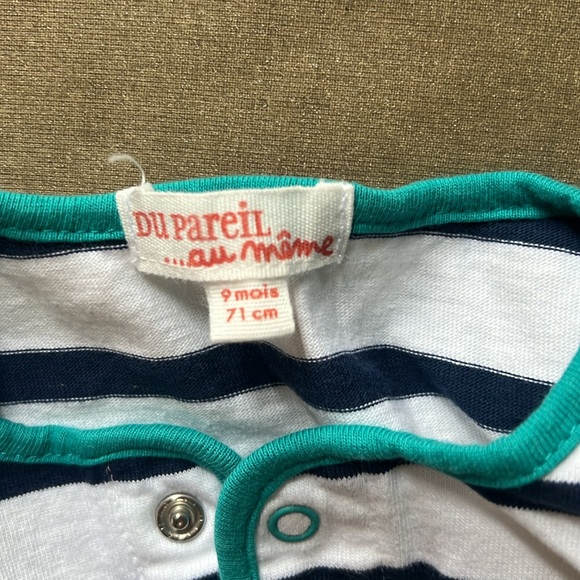 DU PAREIL
...au même
9 mois
71 cm